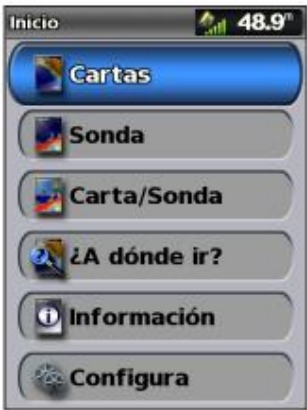 Inicio 48.9"
Cartas
Sonda
Carta/Sonda
¿A dónde ir?
Información
Configura